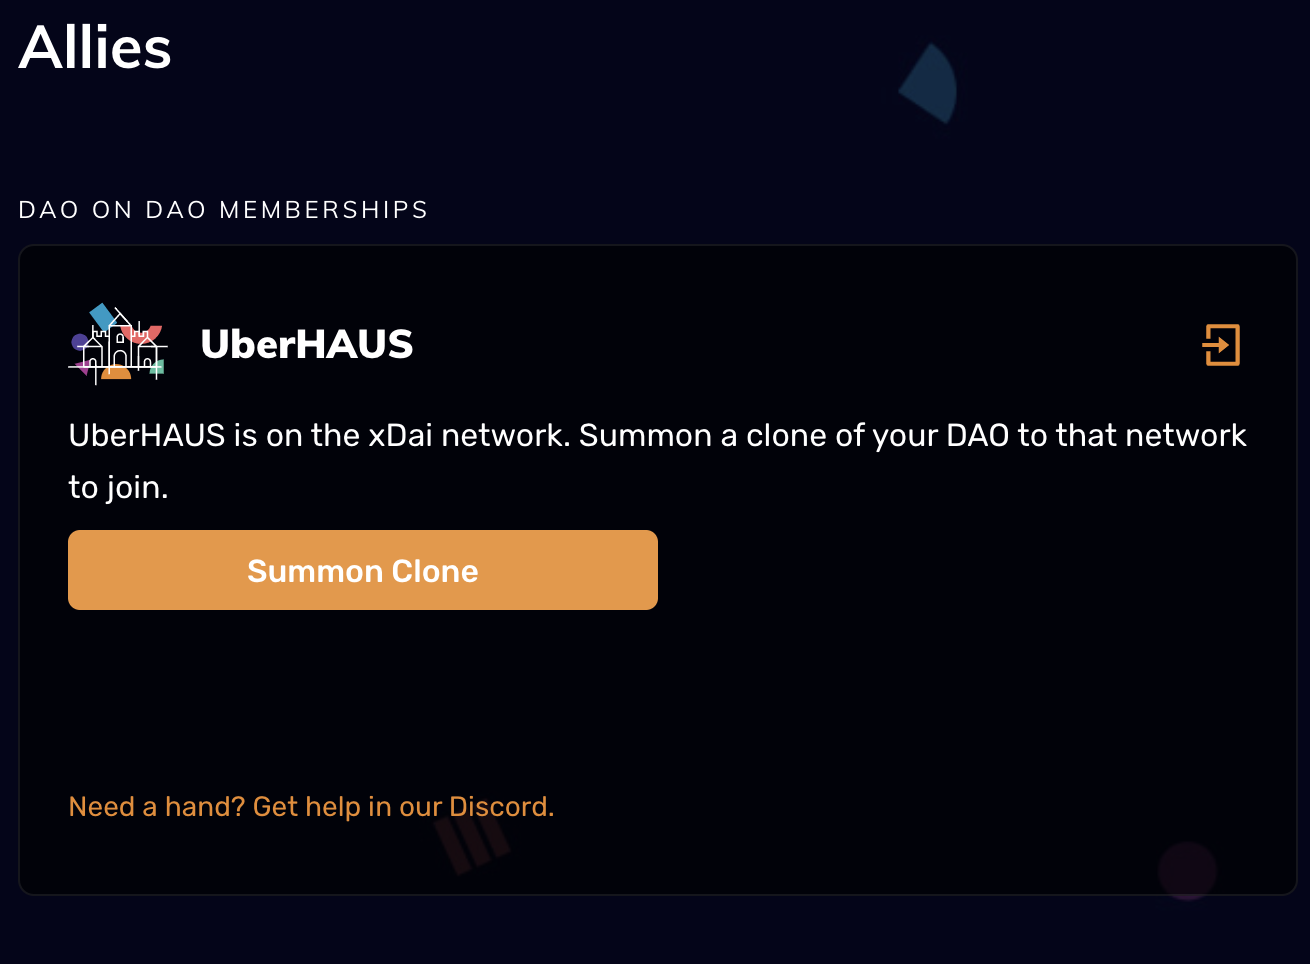 Allies
DAO ON DAO MEMBERSHIPS
UberHAUS
UberHAUS is on the xDai network. Summon a clone of your DAO to that network
to join.
Summon Clone
Need a hand? Get help in our Discord.